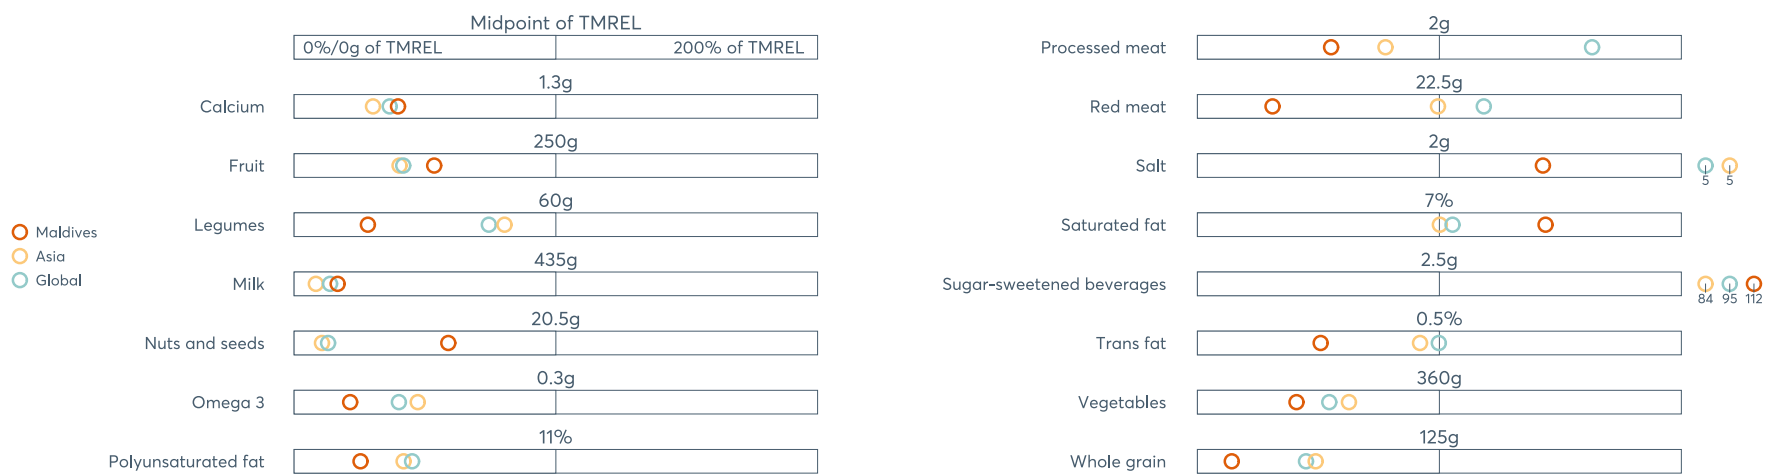 Midpoint of TMREL
0%/0g of TMREL 200% of TMREL
1.3g
Calcium
250g
Fruit
60g
Legumes
435g
Milk
20.5g
Nuts and seeds
0.3g
Omega 3
11%
Polyunsaturated fat
Maldives
Asia
Global
2g
Processed meat
22.5g
Red meat
2g
Salt
5 5
7%
Saturated fat
2.5g
Sugar-sweetened beverages
84 95 112
0.5%
Trans fat
360g
Vegetables
125g
Whole grain